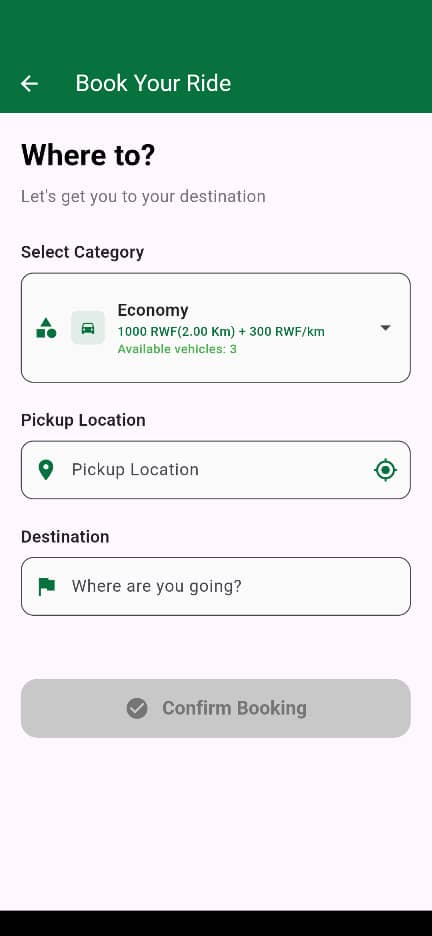 Book Your Ride
Where to?
Let's get you to your destination
Select Category
Economy
1000 RWF(2.00 Km) + 300 RWF/km
Available vehicles: 3
Pickup Location
Pickup Location
Destination
Where are you going?
Confirm Booking